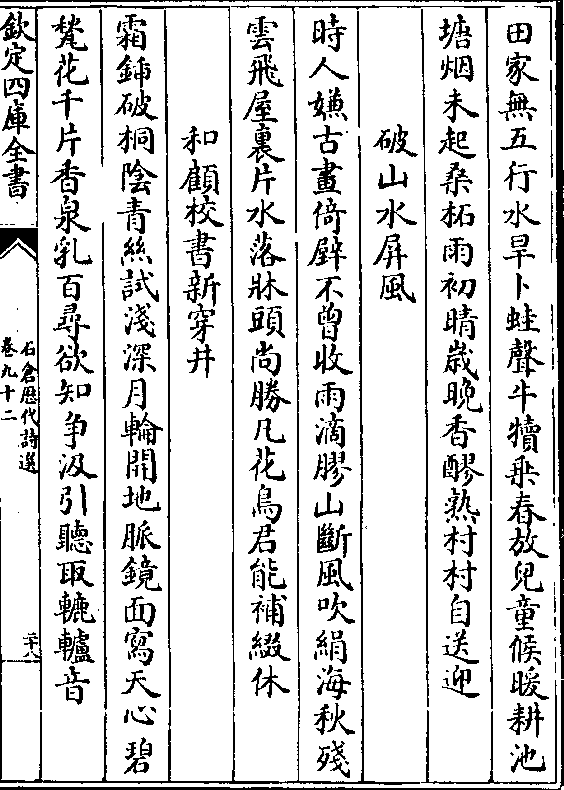 田家無五行水旱卜蛙聲牛犢乗春放兒童候暖耕池
塘烟未起桑柘雨初晴嵗晚香醪熟村村自送迎
破山水屏風
時人嫌古畫倚壁不曾收雨滴膠山斷風吹絹海秋殘
雲飛屋裏片水落牀頭尚勝凡花鳥君能補綴休
和顧校書新穿井
霜鍤破桐陰青絲試淺深月輪開地脈鏡面寫天心碧
甃花千片香泉乳百尋欲知争汲引聽取轆轤音
欽定四庫全書
石倉歴代詩選
卷九十二
二十八